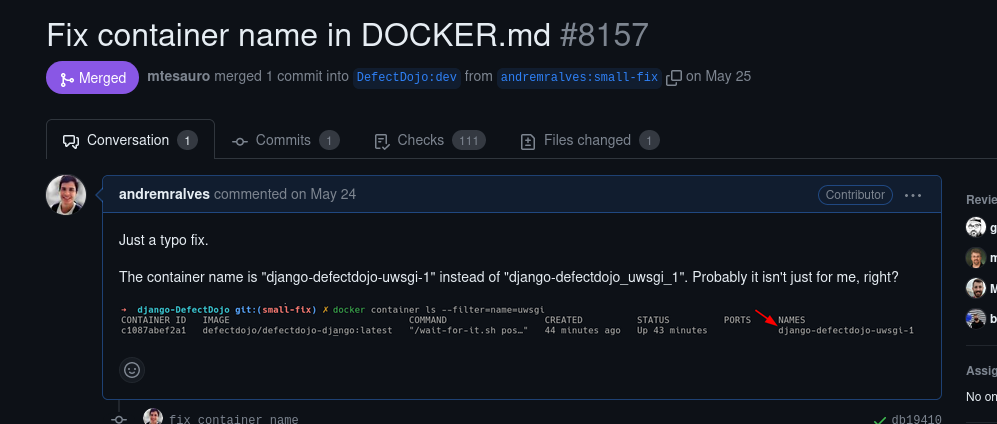 Fix container name in DOCKER.md #8157
Merged mtesauro merged 1 commit into DefectDojo:dev from andremralves:small-fix on May 25
Conversation 1 Commits 1 Checks 111 Files changed 1
andremralves commented on May 24 Contributor
Just a typo fix.
The container name is "django-defectdojo-uwsgi-1" instead of "django-defectdojo_uwsgi_1". Probably it isn't just for me, right?
➜ django-DefectDojo git:(small-fix) ✗ docker container ls --filter=name=uwsgi
CONTAINER ID IMAGE COMMAND CREATED STATUS PORTS NAMES
c1087abef2a1 defectdojo/defectdojo-django:latest "/wait-for-it.sh pos…" 44 minutes ago Up 43 minutes django-defectdojo-uwsgi-1
fix container name db19410
Revie
g
m
M
b
Assig
No on